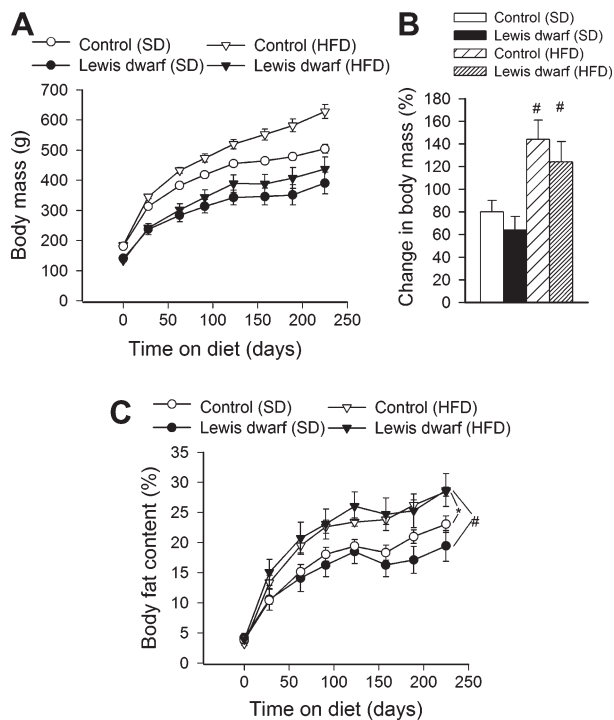 A
Control (SD) Control (HFD)
Lewis dwarf (SD) Lewis dwarf (HFD)
700
600
500
400
300
200
100
0
Body mass (g)
0 50 100 150 200 250
Time on diet (days)
B
Control (SD)
Lewis dwarf (SD)
Control (HFD)
Lewis dwarf (HFD)
180
160
140
120
100
80
60
40
20
0
Change in body mass (%)
# #
C
Control (SD) Control (HFD)
Lewis dwarf (SD) Lewis dwarf (HFD)
35
30
25
20
15
10
5
0
Body fat content (%)
* #
0 50 100 150 200 250
Time on diet (days)